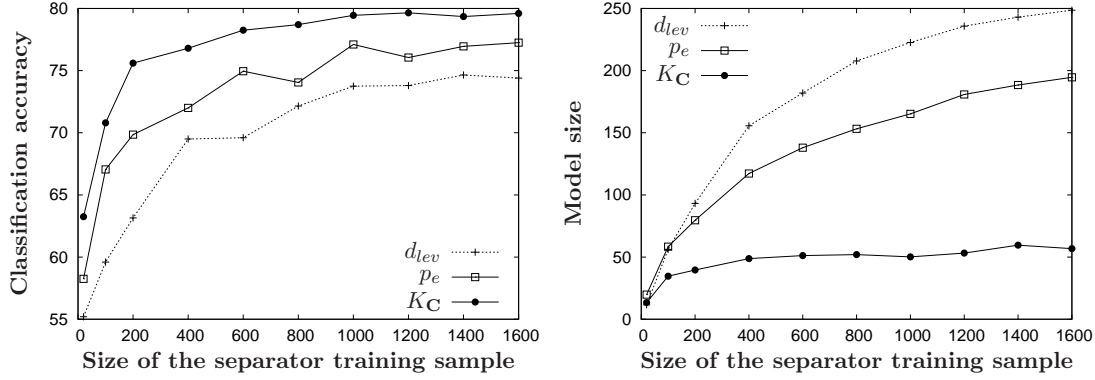 Classification accuracy
80
75
70
65
60
55
0 200 400 600 800 1000 1200 1400 1600
Size of the separator training sample
d_lev
p_e
K_C
Model size
250
200
150
100
50
0
0 200 400 600 800 1000 1200 1400 1600
Size of the separator training sample
d_lev
p_e
K_C